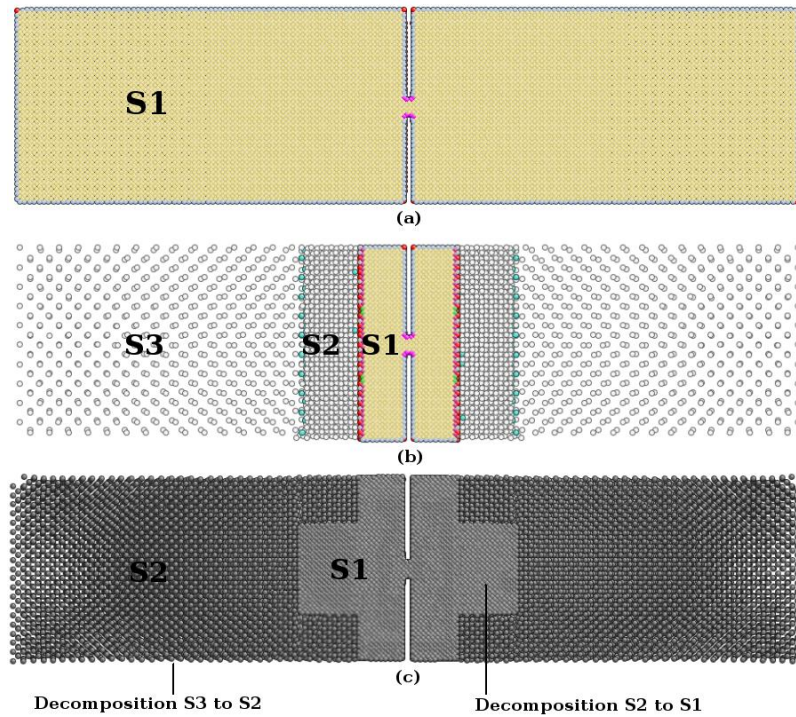 S1
(a)
S3 S2 S1
(b)
S2 S1
(c)
Decomposition S3 to S2 Decomposition S2 to S1